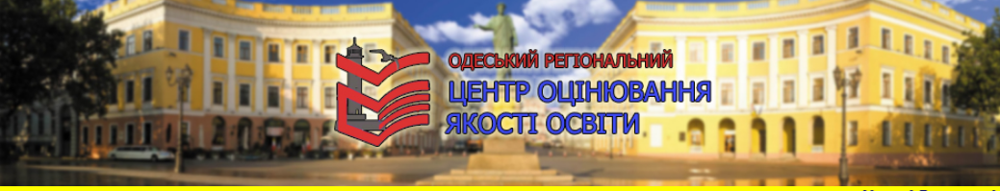 ОДЕСЬКИЙ РЕГІОНАЛЬНИЙ
ЦЕНТР ОЦІНЮВАННЯ
ЯКОСТІ ОСВІТИ